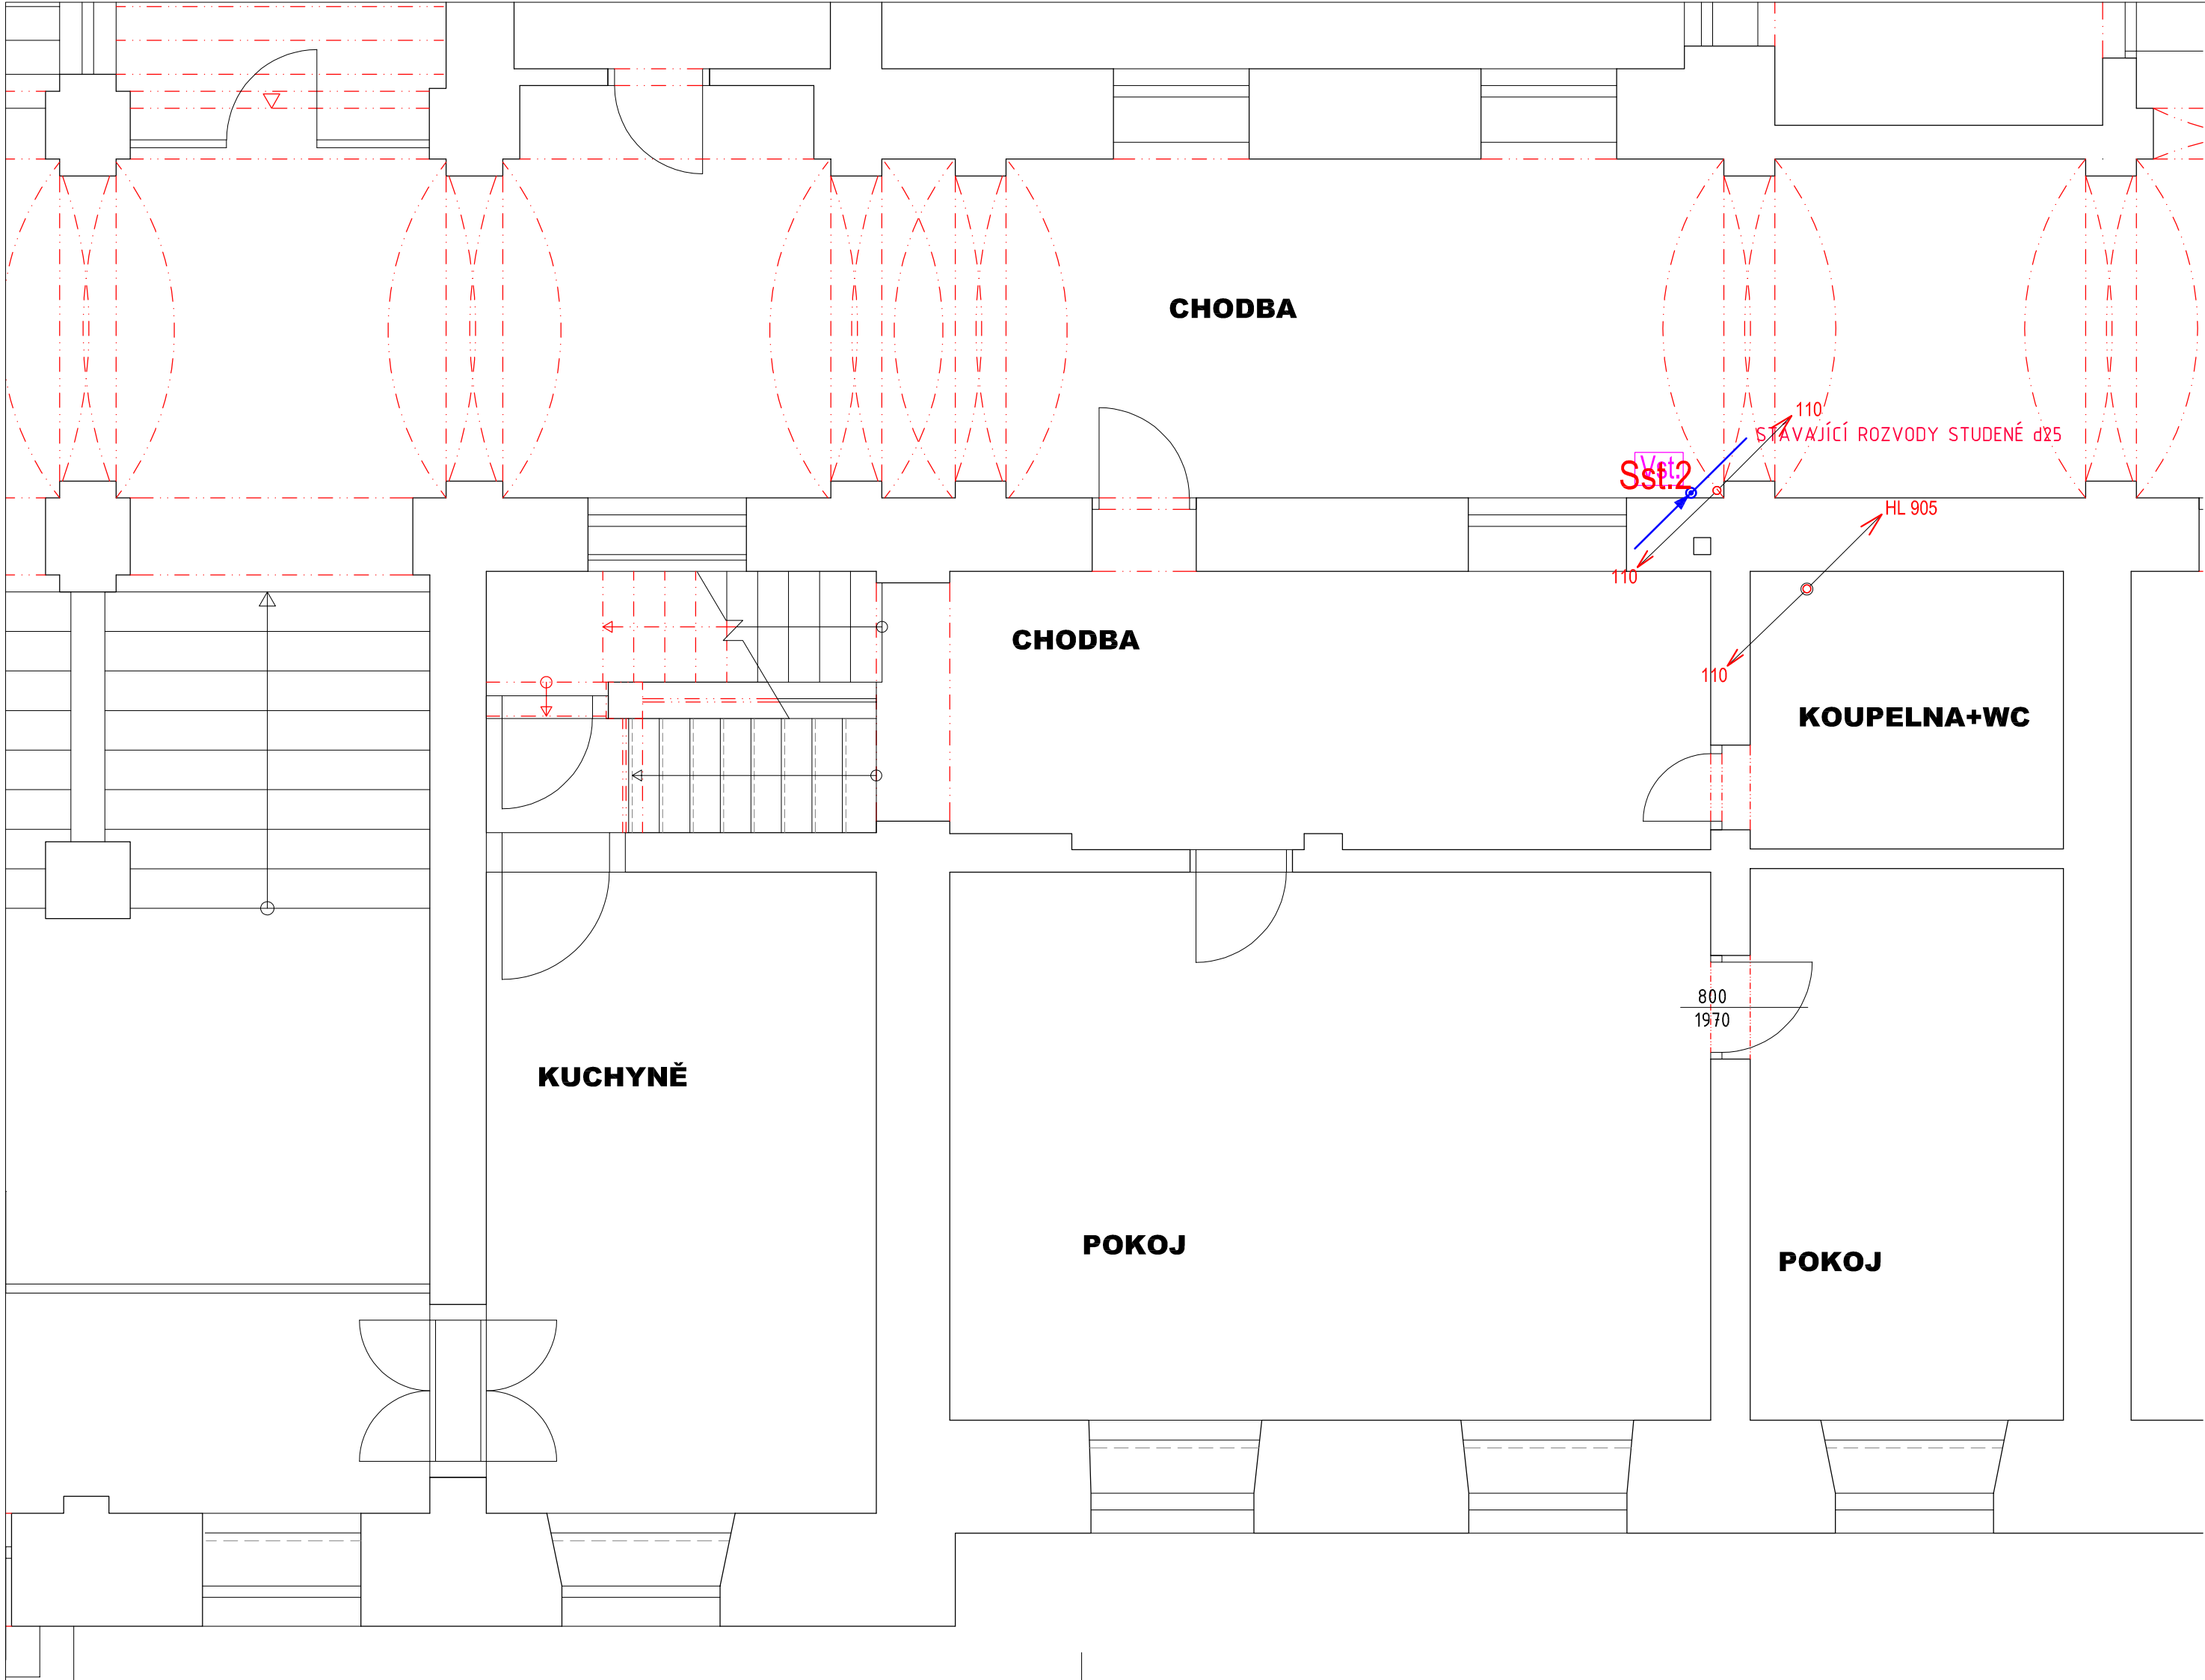 CHODBA
110
STÁVAJÍCÍ ROZVODY STUDENÉ d25
Vst.
Sst.2
HL 905
110
CHODBA
110
KOUPELNA+WC
800
1970
KUCHYNĚ
POKOJ
POKOJ